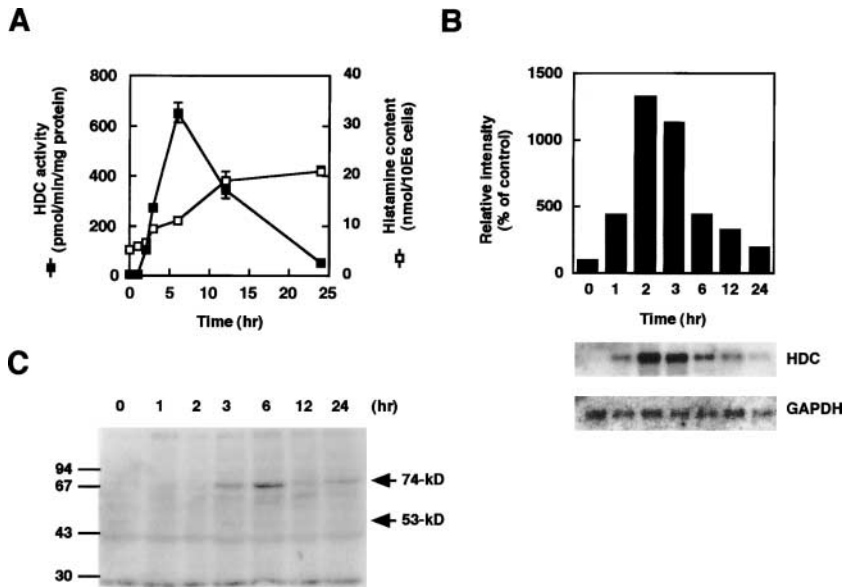 A
800
600
400
200
0
HDC activity
(pmol/min/mg protein)
40
30
20
10
0
Histamine content
(nmol/10E6 cells)
0 5 10 15 20 25
Time (hr)
B
1500
1000
500
0
Relative intensity
(% of control)
0 1 2 3 6 12 24
Time (hr)
HDC
GAPDH
C
0 1 2 3 6 12 24 (hr)
94
67
43
30
74-kD
53-kD